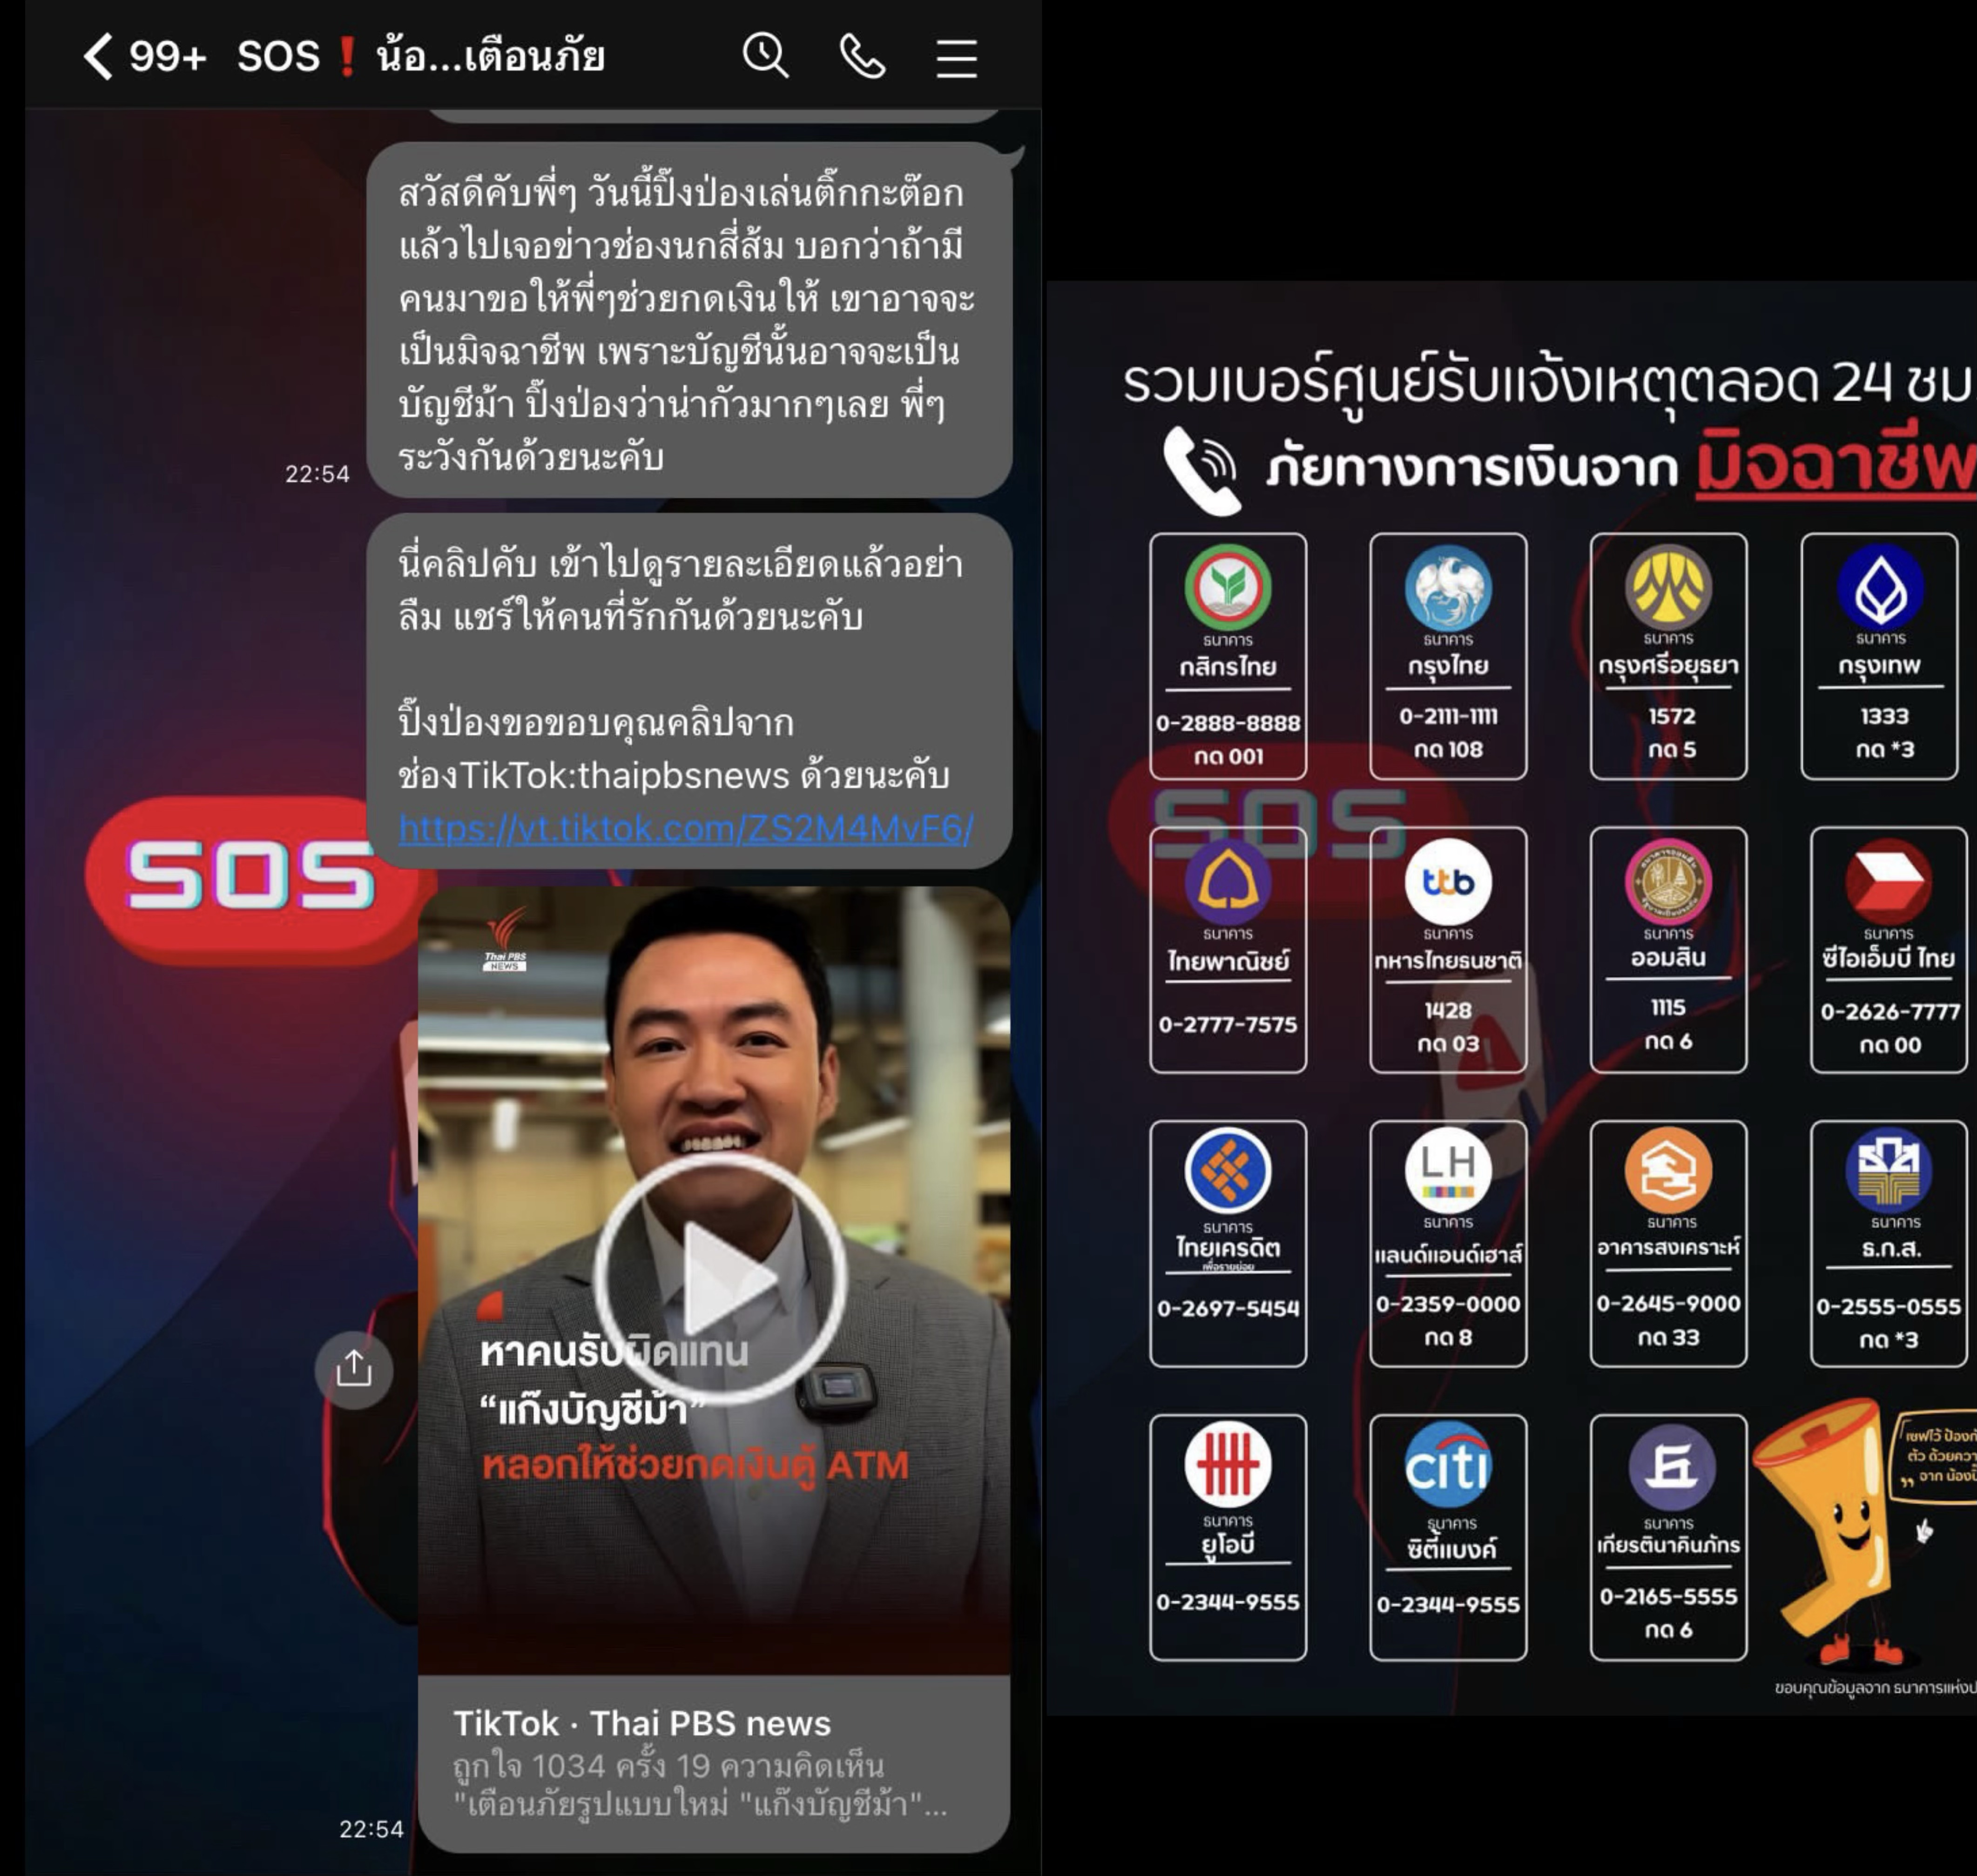 99+ SOS❗น้อ...เตือนภัย
สวัสดีคับพี่ๆ วันนี้ปิ๊งป่องเล่นติ๊กกะต๊อก
แล้วไปเจอข่าวช่องนกสี่ส้ม บอกว่าถ้ามี
คนมาขอให้พี่ๆช่วยกดเงินให้ เขาอาจจะ
เป็นมิจฉาชีพ เพราะบัญชีนั้นอาจจะเป็น
บัญชีม้า ปิ๊งป่องว่าน่ากัวมากๆเลย พี่ๆ
ระวังกันด้วยนะคับ
22:54
นี่คลิปคับ เข้าไปดูรายละเอียดแล้วอย่า
ลืม แชร์ให้คนที่รักกันด้วยนะคับ
ปิ๊งป่องขอขอบคุณคลิปจาก
ช่องTikTok:thaipbsnews ด้วยนะคับ
https://vt.tiktok.com/ZS2M4MvF6/
SOS
Thai PBS
NEWS
หาคนรับผิดแทน
“แก๊งบัญชีม้า”
หลอกให้ช่วยกดเงินตู้ ATM
TikTok · Thai PBS news
ถูกใจ 1034 ครั้ง 19 ความคิดเห็น
"เตือนภัยรูปแบบใหม่ "แก๊งบัญชีม้า"...
22:54
รวมเบอร์ศูนย์รับแจ้งเหตุตลอด 24 ชม
ภัยทางการเงินจาก มิจฉาชีพ
ธนาคาร
กสิกรไทย
0-2888-8888
กด 001
ธนาคาร
กรุงไทย
0-2111-1111
กด 108
ธนาคาร
กรุงศรีอยุธยา
1572
กด 5
ธนาคาร
กรุงเทพ
1333
กด *3
SOS
ธนาคาร
ไทยพาณิชย์
0-2777-7575
ttb
ธนาคาร
ทหารไทยธนชาติ
1428
กด 03
ธนาคาร
ออมสิน
1115
กด 6
ธนาคาร
ซีไอเอ็มบี ไทย
0-2626-7777
กด 00
ธนาคาร
ไทยเครดิต
เพื่อรายย่อย
0-2697-5454
LH
ธนาคาร
แลนด์แอนด์เฮาส์
0-2359-0000
กด 8
ธนาคาร
อาคารสงเคราะห์
0-2645-9000
กด 33
ธนาคาร
ธ.ก.ส.
0-2555-0555
กด *3
ธนาคาร
ยูโอบี
0-2344-9555
citi
ธนาคาร
ซิตี้แบงค์
0-2344-9555
ธนาคาร
เกียรตินาคินภัทร
0-2165-5555
กด 6
เซฟไว้ ป้องก
ตัว ด้วยควา
จาก น้องป
ขอบคุณข้อมูลจาก ธนาคารแห่งป